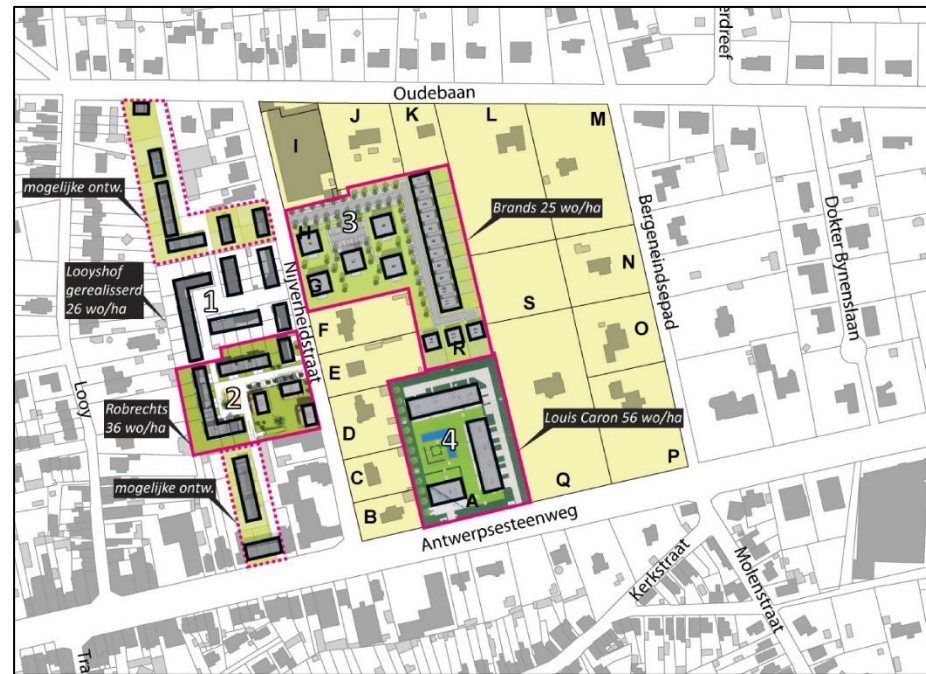 erdreef
Oudebaan
J
K
L
M
I
mogelijke ontw.
3
H
Brands 25 wo/ha
Bergeneindsepad
Dokter Bynenslaan
Looyshof
gerealisserd
26 wo/ha
1
Nijverheidstraat
G
N
F
S
O
R
E
Looy
2
Robrechts
36 wo/ha
D
4
Louis Caron 56 wo/ha
C
A
Q
P
mogelijke ontw.
B
Antwerpsesteenweg
Kerkstraat
Molenstraat
Tra